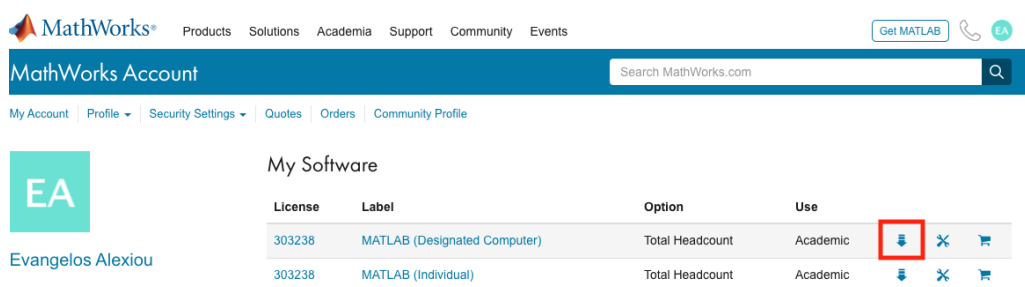 MathWorks® Products Solutions Academia Support Community Events Get MATLAB EA
MathWorks Account Search MathWorks.com
My Account Profile Security Settings Quotes Orders Community Profile
EA
Evangelos Alexiou
My Software
License Label Option Use
303238 MATLAB (Designated Computer) Total Headcount Academic
303238 MATLAB (Individual) Total Headcount Academic